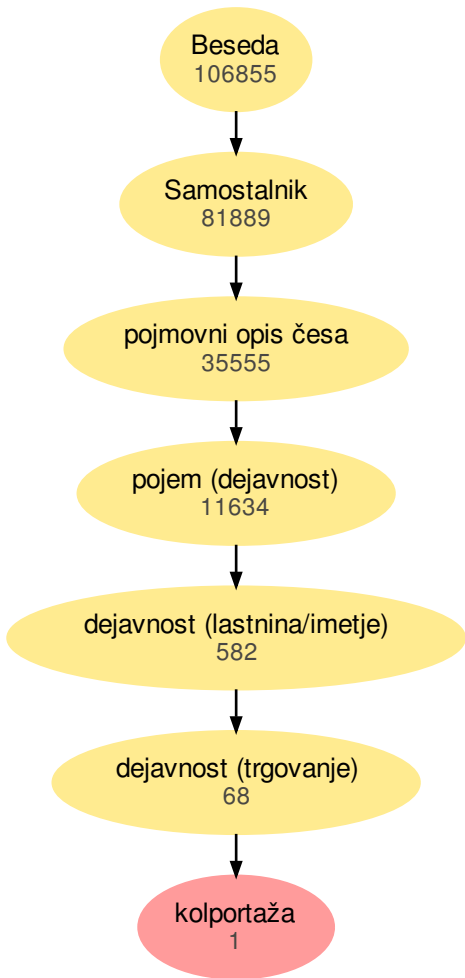 Beseda
106855
Samostalnik
81889
pojmovni opis česa
35555
pojem (dejavnost)
11634
dejavnost (lastnina/imetje)
582
dejavnost (trgovanje)
68
kolportaža
1